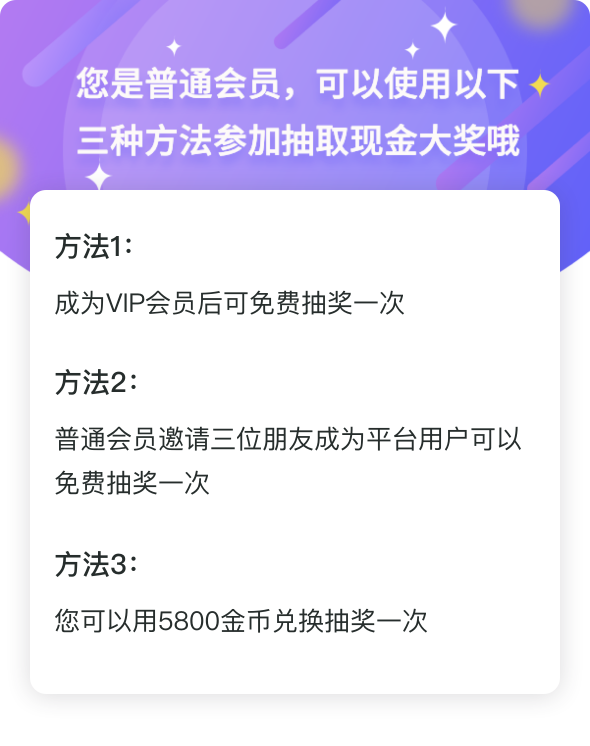 您是普通会员，可以使用以下
三种方法参加抽取现金大奖哦
方法1：
成为VIP会员后可免费抽奖一次
方法2：
普通会员邀请三位朋友成为平台用户可以
免费抽奖一次
方法3：
您可以用5800金币兑换抽奖一次